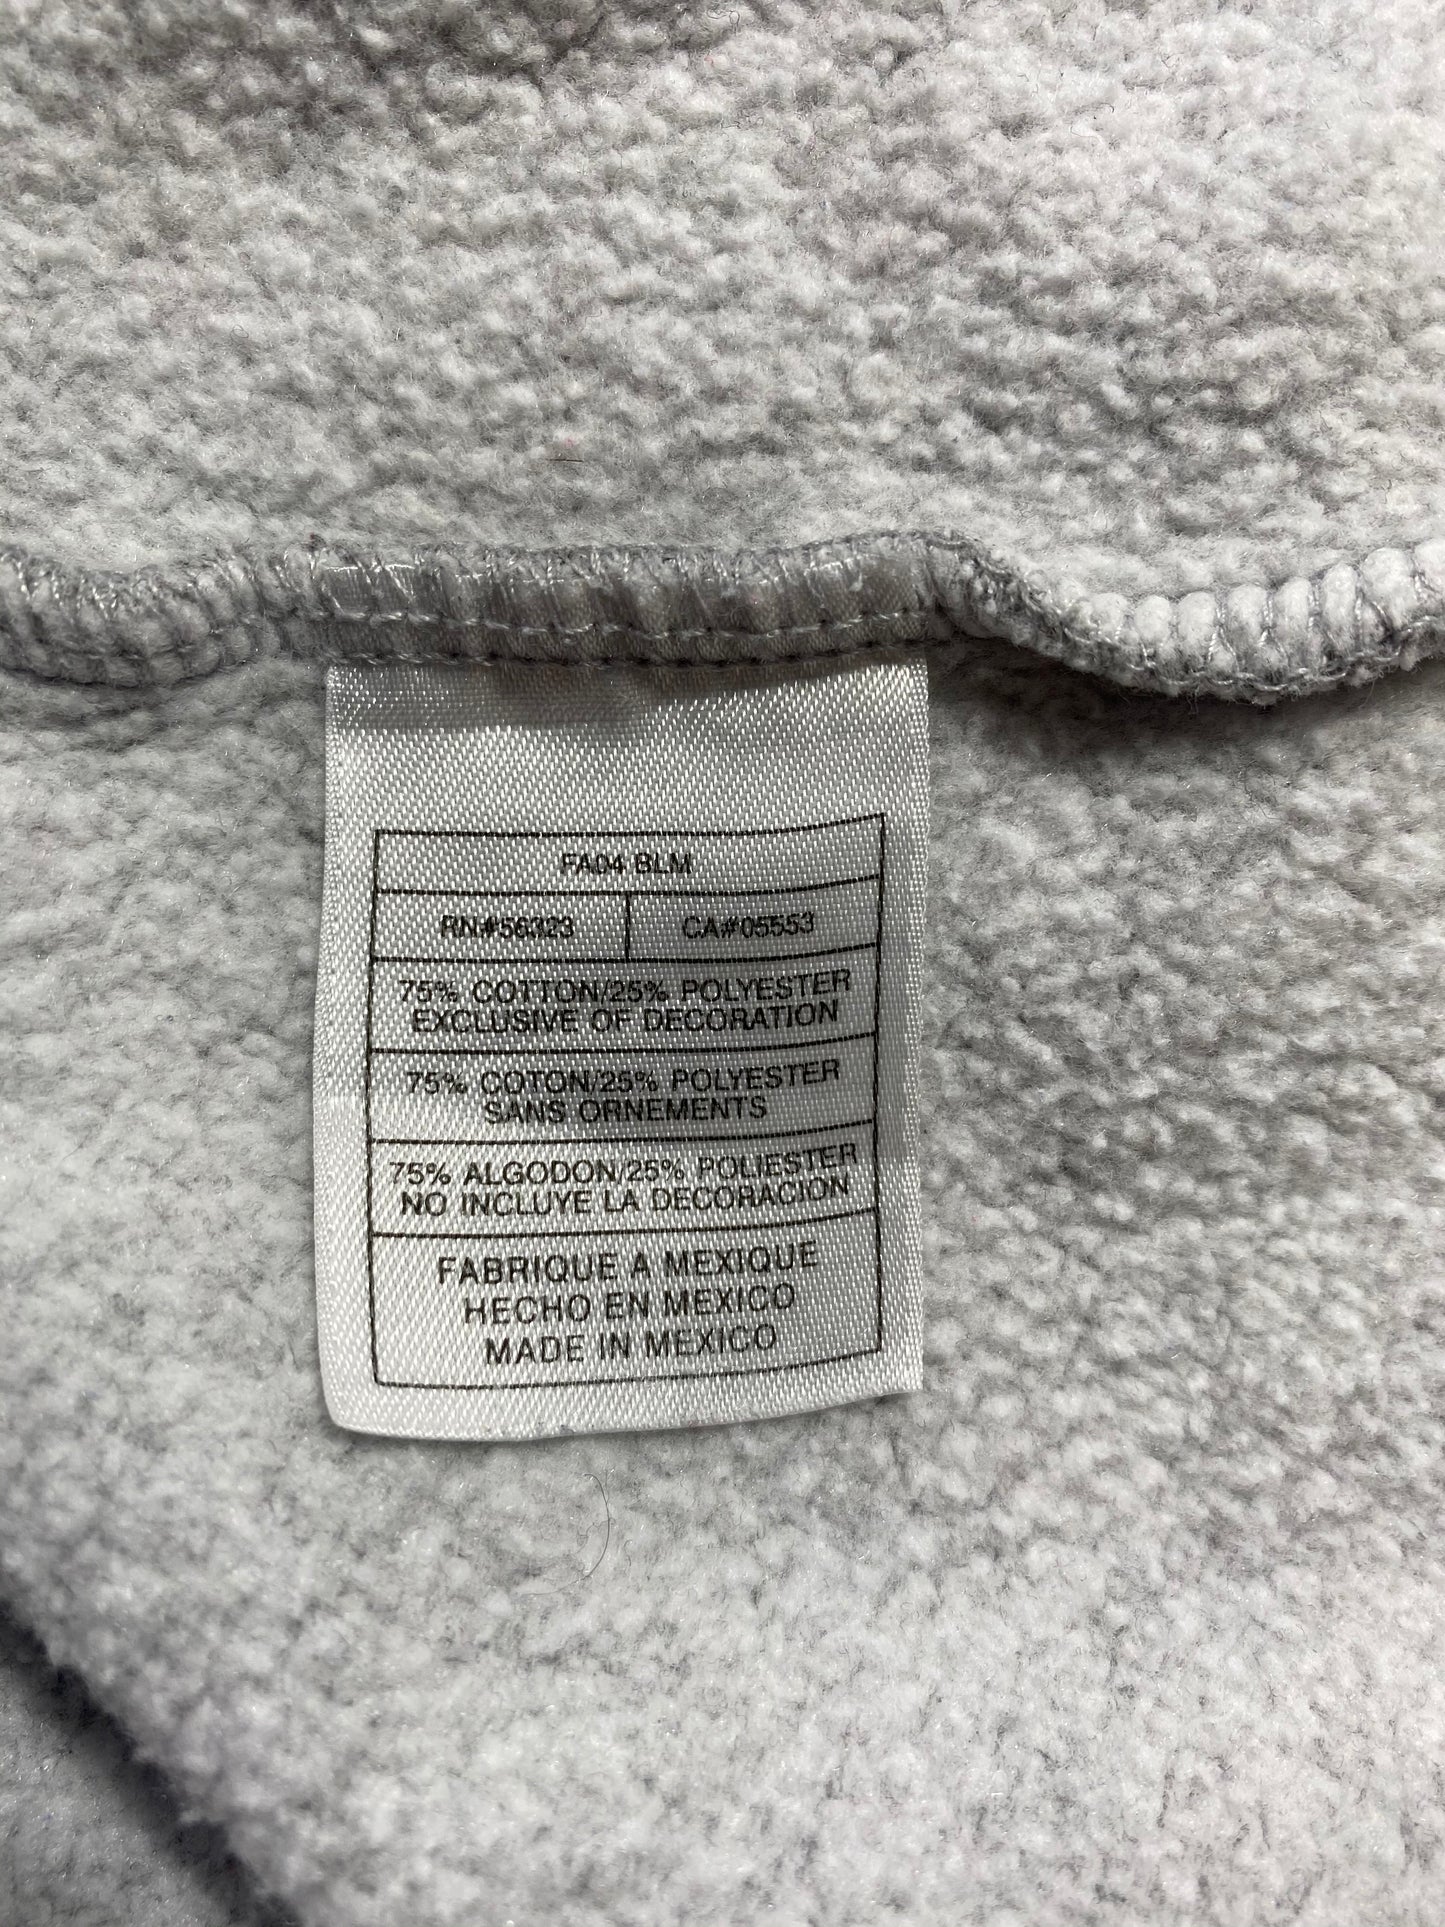 FA04 BLM
RN#56323 CA#05553
75% COTTON/25% POLYESTER
EXCLUSIVE OF DECORATION
75% COTON/25% POLYESTER
SANS ORNEMENTS
75% ALGODON/25% POLIESTER
NO INCLUYE LA DECORACION
FABRIQUE A MEXIQUE
HECHO EN MEXICO
MADE IN MEXICO